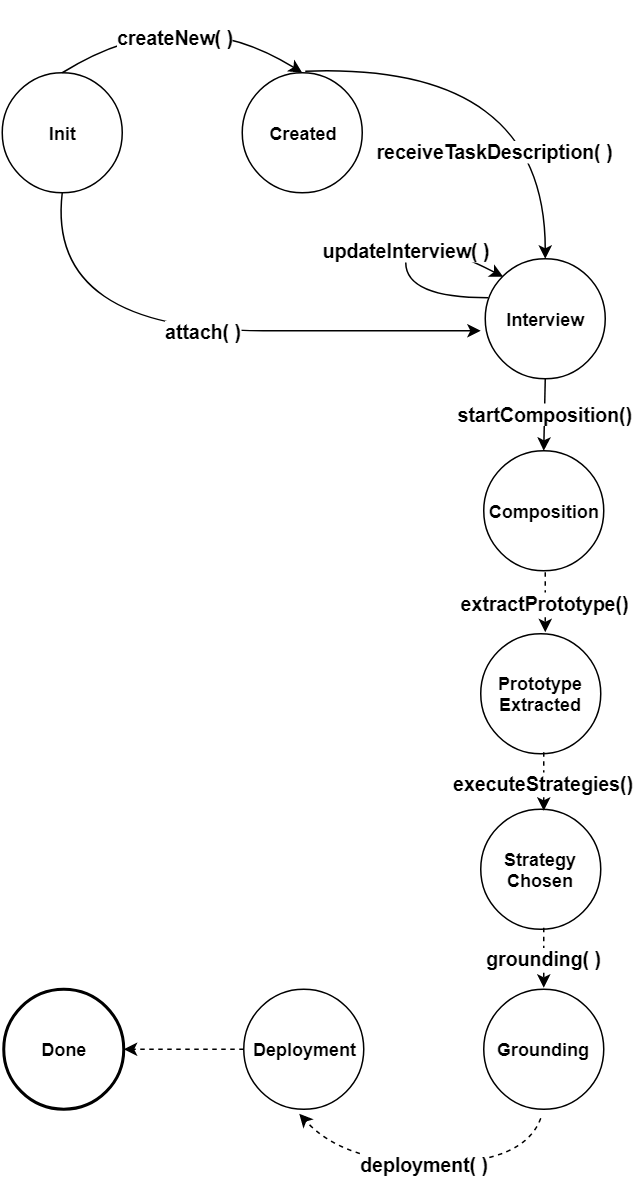 createNew( )
Init
Created
receiveTaskDescription( )
updateInterview( )
Interview
attach( )
startComposition()
Composition
extractPrototype()
Prototype
Extracted
executeStrategies()
Strategy
Chosen
grounding( )
Done
Deployment
Grounding
deployment( )